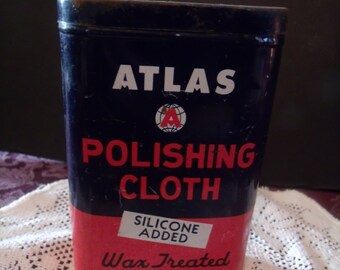 ATLAS
A
POLISHING
CLOTH
SILICONE
ADDED
Wax Treated